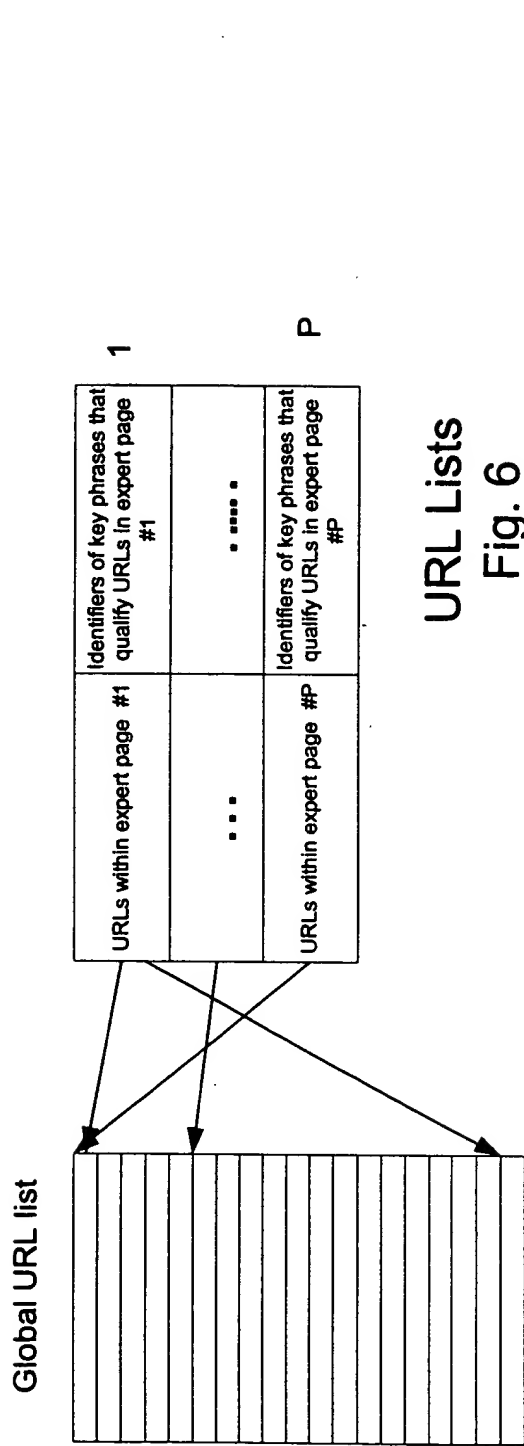 Global URL list
URLs within expert page #1
Identifiers of key phrases that
qualify URLs in expert page
#1
1
. . .
. .... .
URLs within expert page #P
Identifiers of key phrases that
qualify URLs in expert page
#P
P
URL Lists
Fig. 6